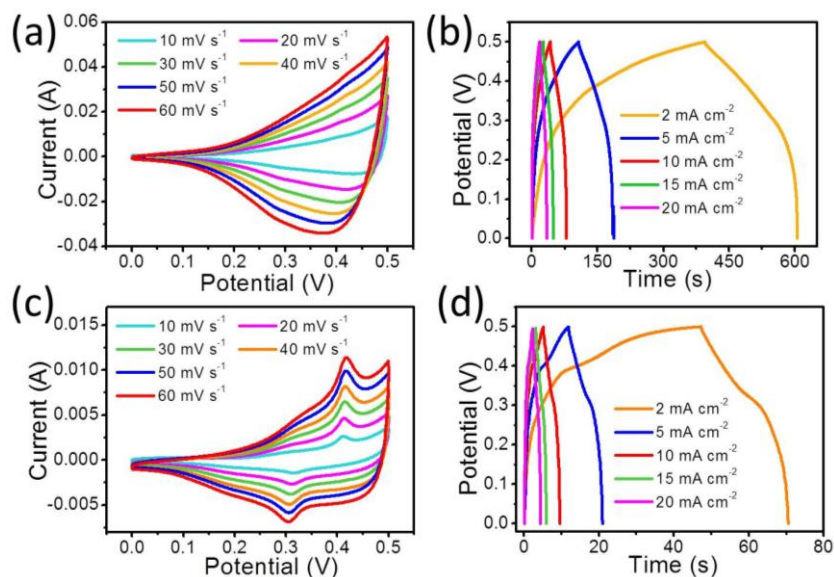 (a)
10 mV s⁻¹ 20 mV s⁻¹
30 mV s⁻¹ 40 mV s⁻¹
50 mV s⁻¹
60 mV s⁻¹
0.06
0.04
0.02
0.00
-0.02
-0.04
Current (A)
0.0 0.1 0.2 0.3 0.4 0.5
Potential (V)
(b)
0.5
0.4
0.3
0.2
0.1
0.0
Potential (V)
2 mA cm⁻²
5 mA cm⁻²
10 mA cm⁻²
15 mA cm⁻²
20 mA cm⁻²
0 150 300 450 600
Time (s)
(c)
10 mV s⁻¹ 20 mV s⁻¹
30 mV s⁻¹ 40 mV s⁻¹
50 mV s⁻¹
60 mV s⁻¹
0.015
0.010
0.005
0.000
-0.005
Current (A)
0.0 0.1 0.2 0.3 0.4 0.5
Potential (V)
(d)
0.5
0.4
0.3
0.2
0.1
0.0
Potential (V)
2 mA cm⁻²
5 mA cm⁻²
10 mA cm⁻²
15 mA cm⁻²
20 mA cm⁻²
0 20 40 60 80
Time (s)